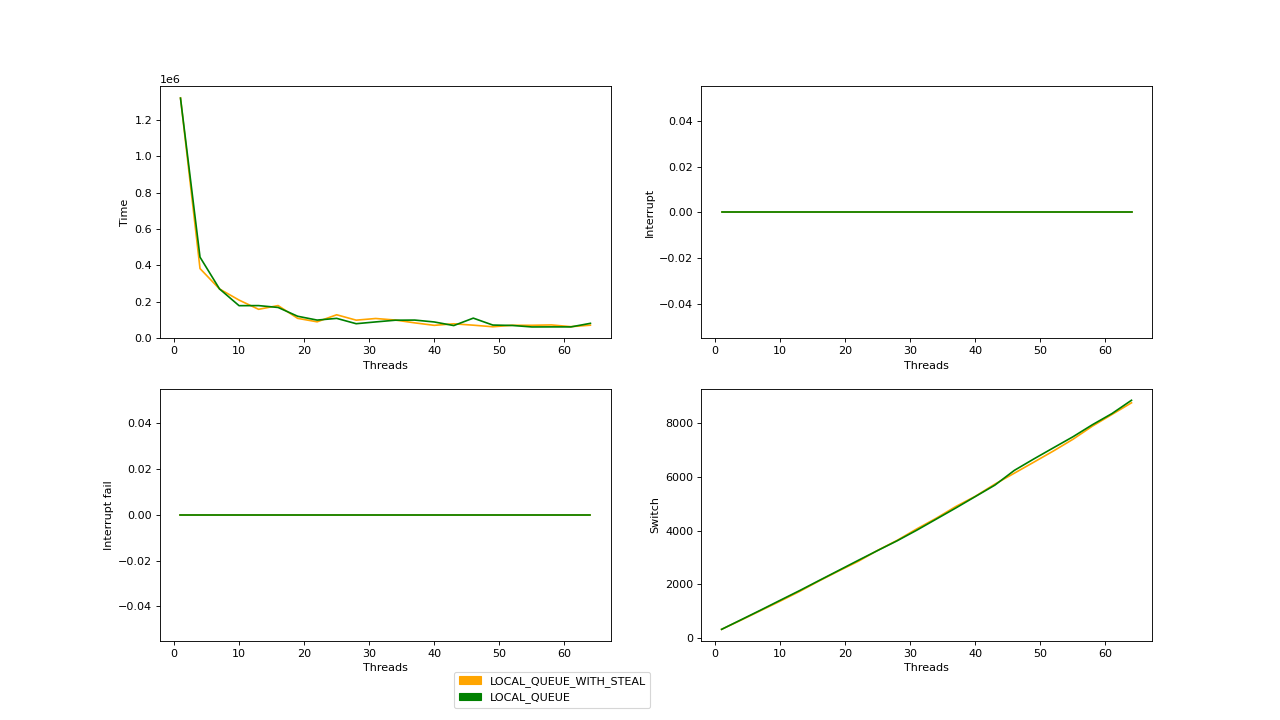 1e6
1.2
1.0
0.8
0.6
0.4
0.2
0.0
Time
0 10 20 30 40 50 60
Threads
0.04
0.02
0.00
−0.02
−0.04
Interrupt
0 10 20 30 40 50 60
Threads
0.04
0.02
0.00
−0.02
−0.04
Interrupt fail
0 10 20 30 40 50 60
Threads
8000
6000
4000
2000
0
Switch
0 10 20 30 40 50 60
Threads
LOCAL_QUEUE_WITH_STEAL
LOCAL_QUEUE